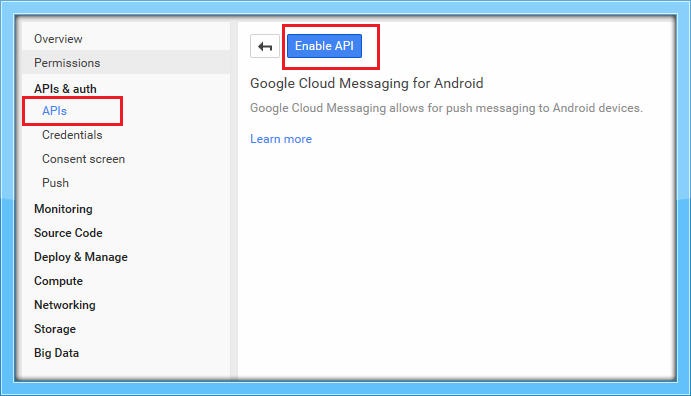 Overview
Permissions
APIs & auth
APIs
Credentials
Consent screen
Push
Monitoring
Source Code
Deploy & Manage
Compute
Networking
Storage
Big Data
Enable API
Google Cloud Messaging for Android
Google Cloud Messaging allows for push messaging to Android devices.
Learn more